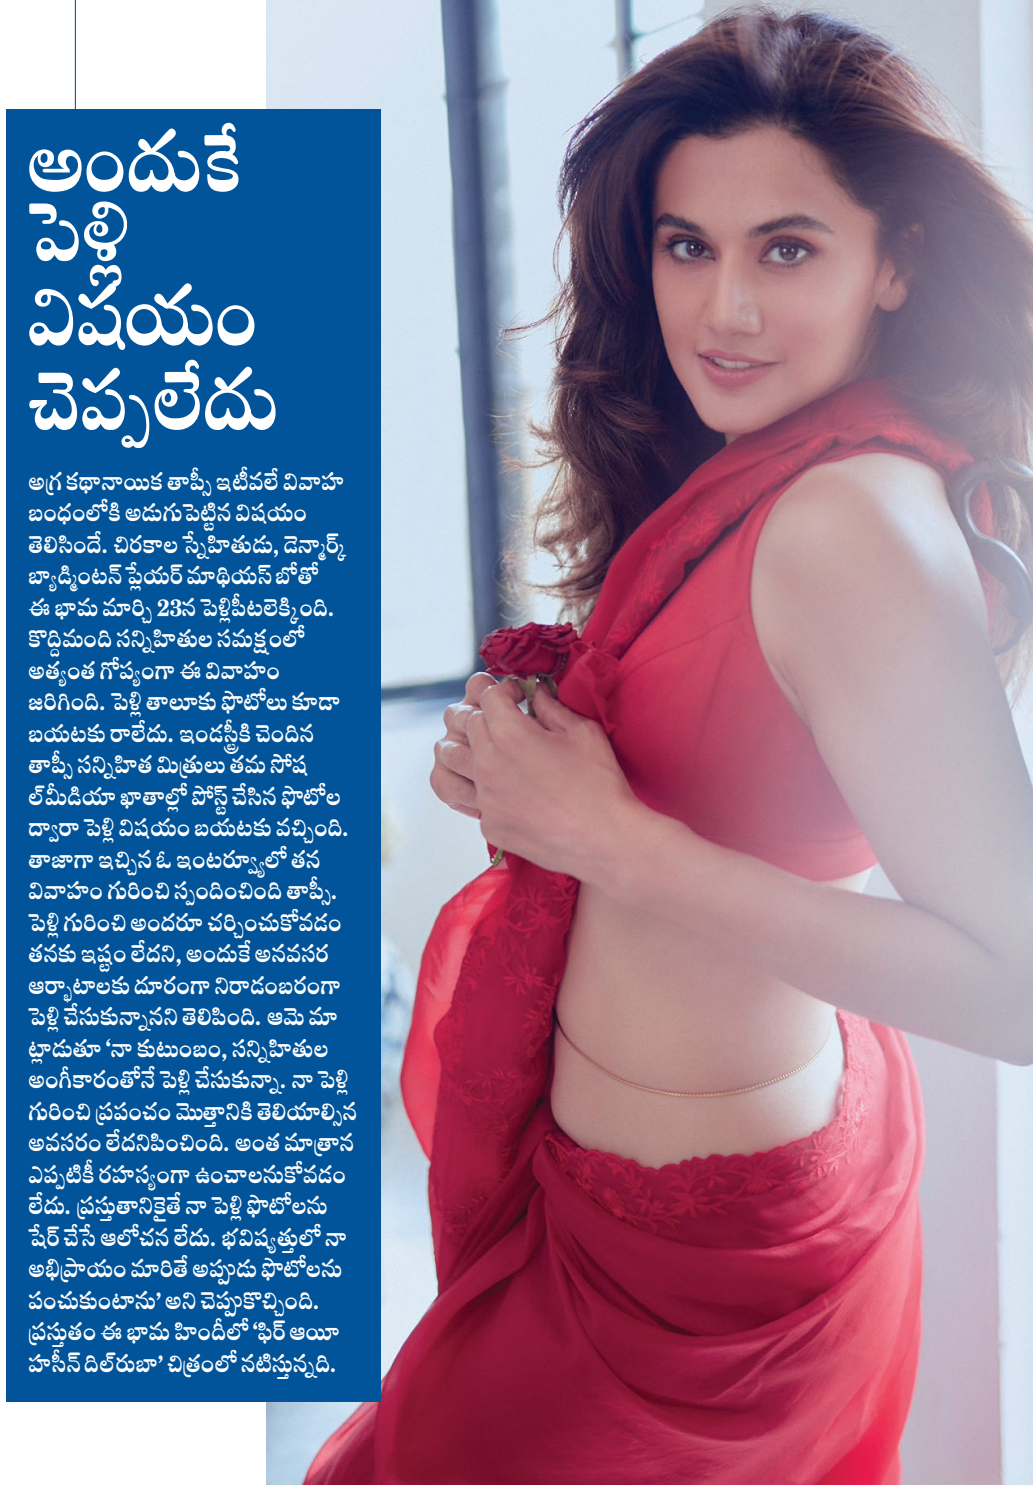 అందుకే
పెళ్లి
విషయం
చెప్పలేదు
అగ్ర కథానాయిక తాప్సీ ఇటీవలే వివాహ
బంధంలోకి అడుగుపెట్టిన విషయం
తెలిసిందే. చిరకాల స్నేహితుడు, డెన్మార్క్
బ్యాడ్మింటన్ ప్లేయర్ మాథియస్ బోతో
ఈ భామ మార్చి 23న పెళ్లిపీటలెక్కింది.
కొద్దిమంది సన్నిహితుల సమక్షంలో
అత్యంత గోప్యంగా ఈ వివాహం
జరిగింది. పెళ్లి తాలూకు ఫొటోలు కూడా
బయటకు రాలేదు. ఇండస్ట్రీకి చెందిన
తాప్సీ సన్నిహిత మిత్రులు తమ సోష
ల్‌మీడియా ఖాతాల్లో పోస్ట్ చేసిన ఫొటోల
ద్వారా పెళ్లి విషయం బయటకు వచ్చింది.
తాజాగా ఇచ్చిన ఓ ఇంటర్వ్యూలో తన
వివాహం గురించి స్పందించింది తాప్సీ.
పెళ్లి గురించి అందరూ చర్చించుకోవడం
తనకు ఇష్టం లేదని, అందుకే అనవసర
ఆర్భాటాలకు దూరంగా నిరాడంబరంగా
పెళ్లి చేసుకున్నానని తెలిపింది. ఆమె మా
ట్లాడుతూ ‘నా కుటుంబం, సన్నిహితుల
అంగీకారంతోనే పెళ్లి చేసుకున్నా. నా పెళ్లి
గురించి ప్రపంచం మొత్తానికి తెలియాల్సిన
అవసరం లేదనిపించింది. అంత మాత్రాన
ఎప్పటికీ రహస్యంగా ఉంచాలనుకోవడం
లేదు. ప్రస్తుతానికైతే నా పెళ్లి ఫొటోలను
షేర్ చేసే ఆలోచన లేదు. భవిష్యత్తులో నా
అభిప్రాయం మారితే అప్పుడు ఫొటోలను
పంచుకుంటాను’ అని చెప్పుకొచ్చింది.
ప్రస్తుతం ఈ భామ హిందీలో ‘ఫిర్ ఆయీ
హసీన్ దిల్‌రుబా’ చిత్రంలో నటిస్తున్నది.